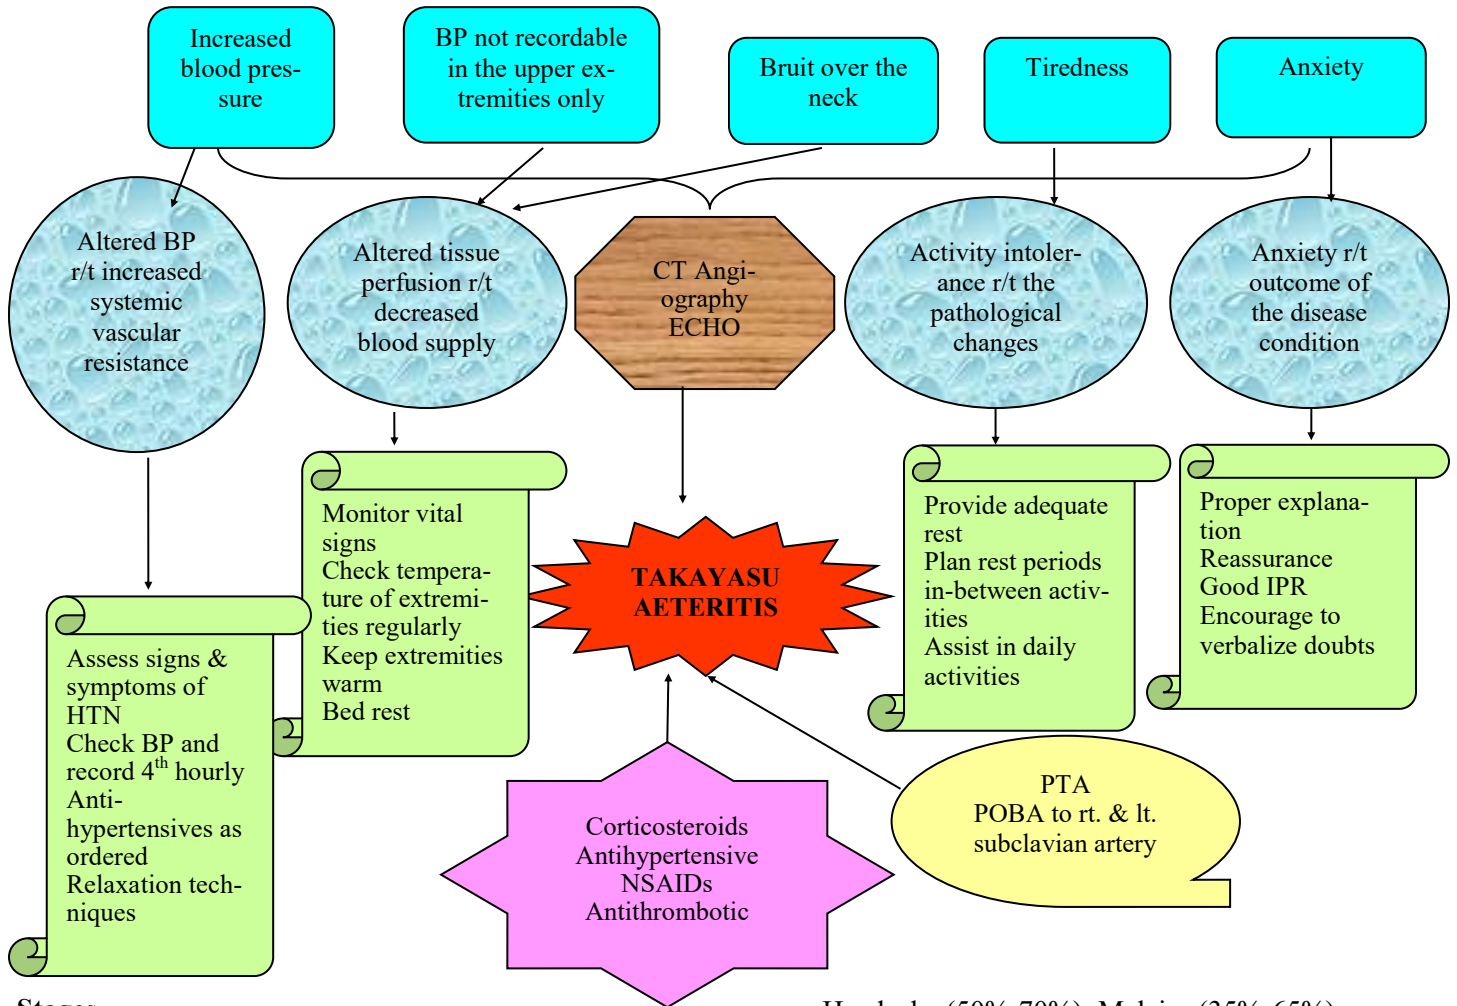 Increased
blood pres-
sure
BP not recordable
in the upper ex-
tremities only
Bruit over the
neck
Tiredness
Anxiety
Altered BP
r/t increased
systemic
vascular
resistance
Altered tissue
perfusion r/t
decreased
blood supply
CT Angi-
ography
ECHO
Activity intoler-
ance r/t the
pathological
changes
Anxiety r/t
outcome of
the disease
condition
Assess signs &
symptoms of
HTN
Check BP and
record 4th hourly
Anti-
hypertensives as
ordered
Relaxation tech-
niques
Monitor vital
signs
Check tempera-
ture of extremi-
ties regularly
Keep extremities
warm
Bed rest
TAKAYASU
AETERITIS
Provide adequate
rest
Plan rest periods
in-between activ-
ities
Assist in daily
activities
Proper explana-
tion
Reassurance
Good IPR
Encourage to
verbalize doubts
Corticosteroids
Antihypertensive
NSAIDs
Antithrombotic
PTA
POBA to rt. & lt.
subclavian artery
Stages